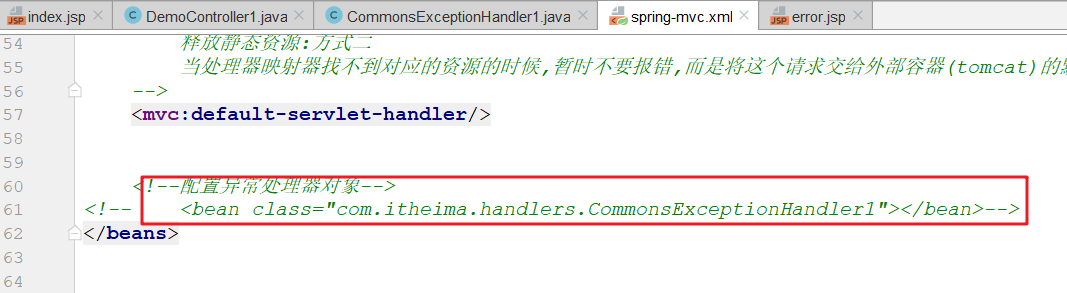 index.jsp DemoController1.java CommonsExceptionHandler1.java spring-mvc.xml error.jsp
54 释放静态资源:方式二
55 当处理器映射器找不到对应的资源的时候,暂时不要报错,而是将这个请求交给外部容器(tomcat)的
56 -->
57 <mvc:default-servlet-handler/>
58
59
60 <!--配置异常处理器对象-->
61 <!-- <bean class="com.itheima.handlers.CommonsExceptionHandler1"></bean>-->
62 </beans>
63
64